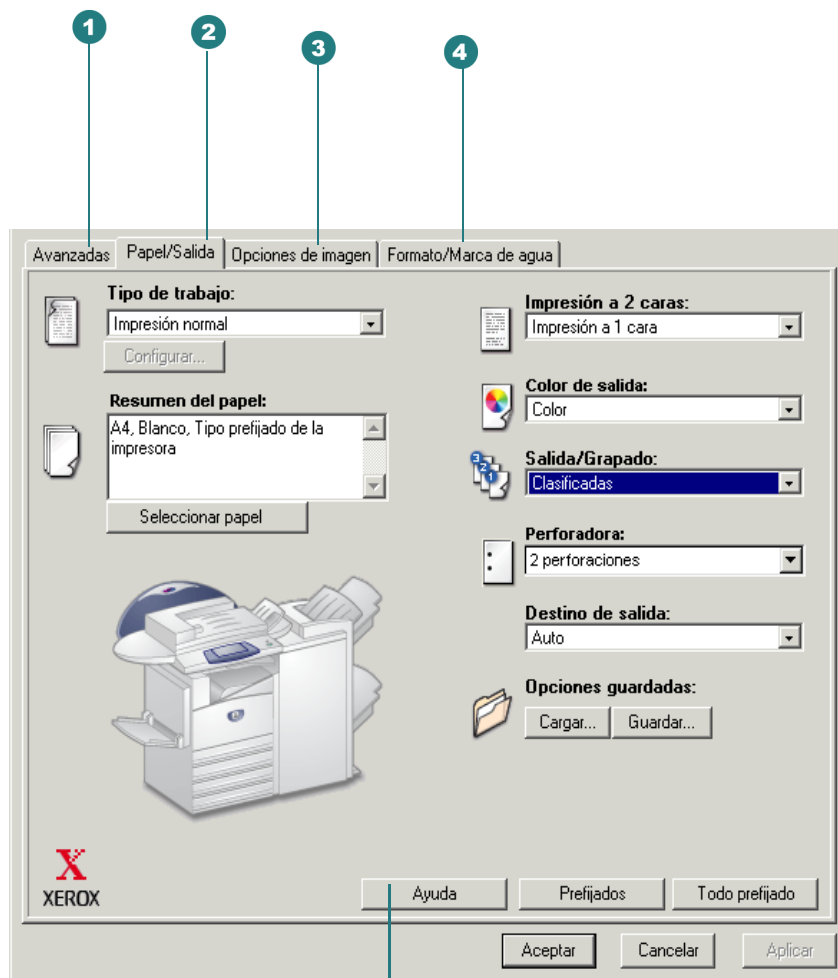 1
2
3
4
Avanzadas
Papel/Salida
Opciones de imagen
Formato/Marca de agua
Tipo de trabajo:
Impresión normal
Configurar...
Resumen del papel:
A4, Blanco, Tipo prefijado de la
impresora
Seleccionar papel
Impresión a 2 caras:
Impresión a 1 cara
Color de salida:
Color
3
2
1
Salida/Grapado:
Clasificadas
Perforadora:
2 perforaciones
Destino de salida:
Auto
Opciones guardadas:
Cargar...
Guardar...
X
XEROX
Ayuda
Prefijados
Todo prefijado
Aceptar
Cancelar
Aplicar